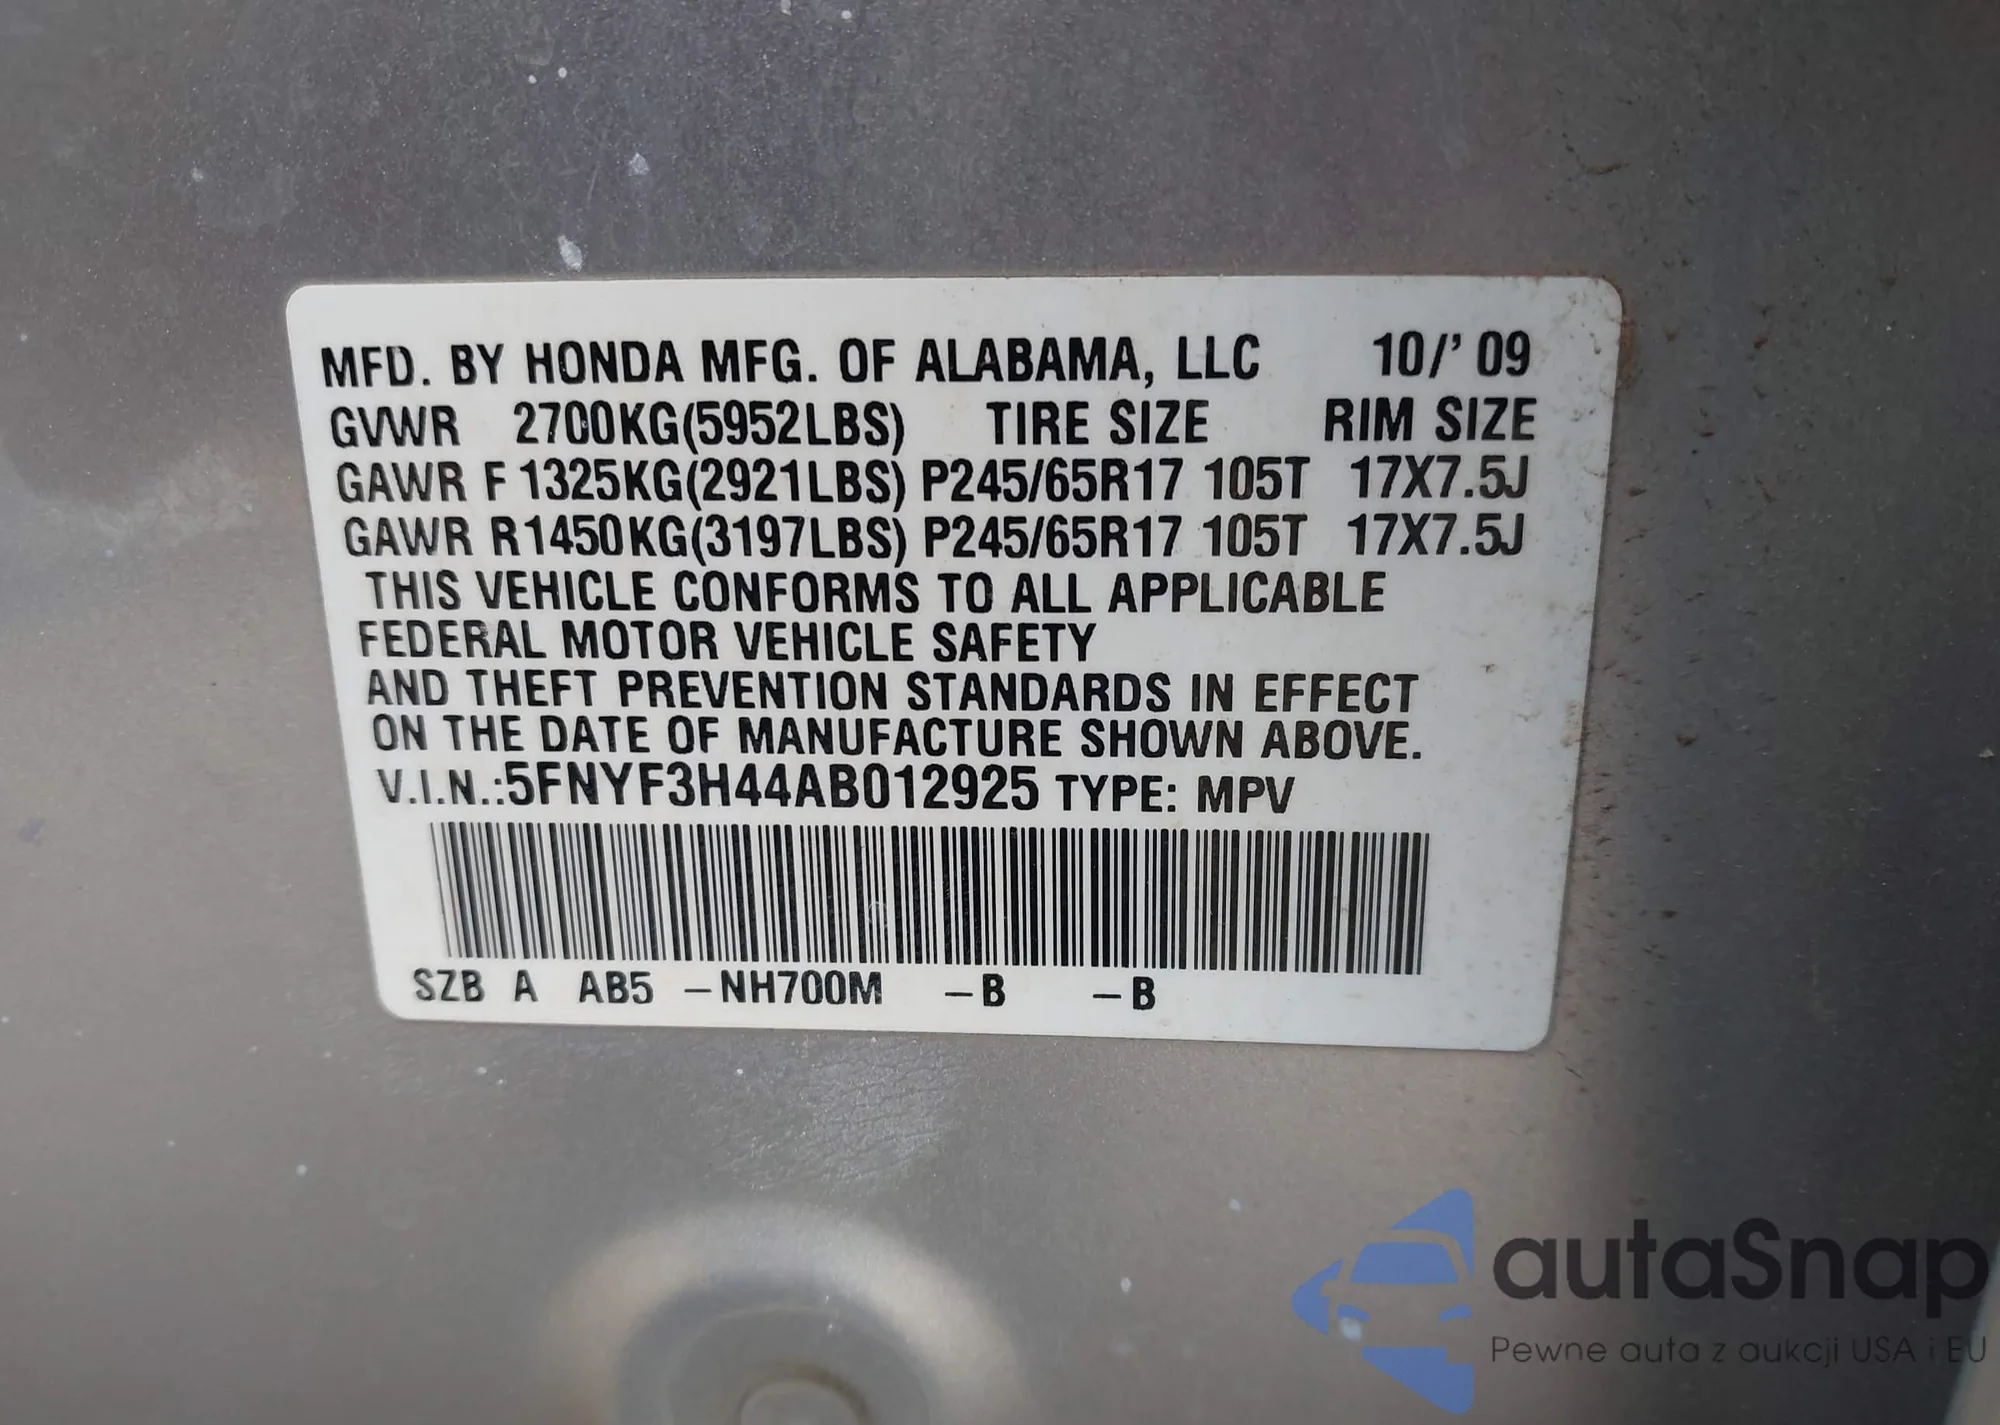 MFD. BY HONDA MFG. OF ALABAMA, LLC 10/' 09
GVWR 2700KG(5952LBS) TIRE SIZE RIM SIZE
GAWR F 1325KG(2921LBS) P245/65R17 105T 17X7.5J
GAWR R1450KG(3197LBS) P245/65R17 105T 17X7.5J
THIS VEHICLE CONFORMS TO ALL APPLICABLE
FEDERAL MOTOR VEHICLE SAFETY
AND THEFT PREVENTION STANDARDS IN EFFECT
ON THE DATE OF MANUFACTURE SHOWN ABOVE.
V.I.N.:5FNYF3H44AB012925 TYPE: MPV
SZB A AB5 -NH700M -B -B
autaSnap
Pewne auta z aukcji USA i EU